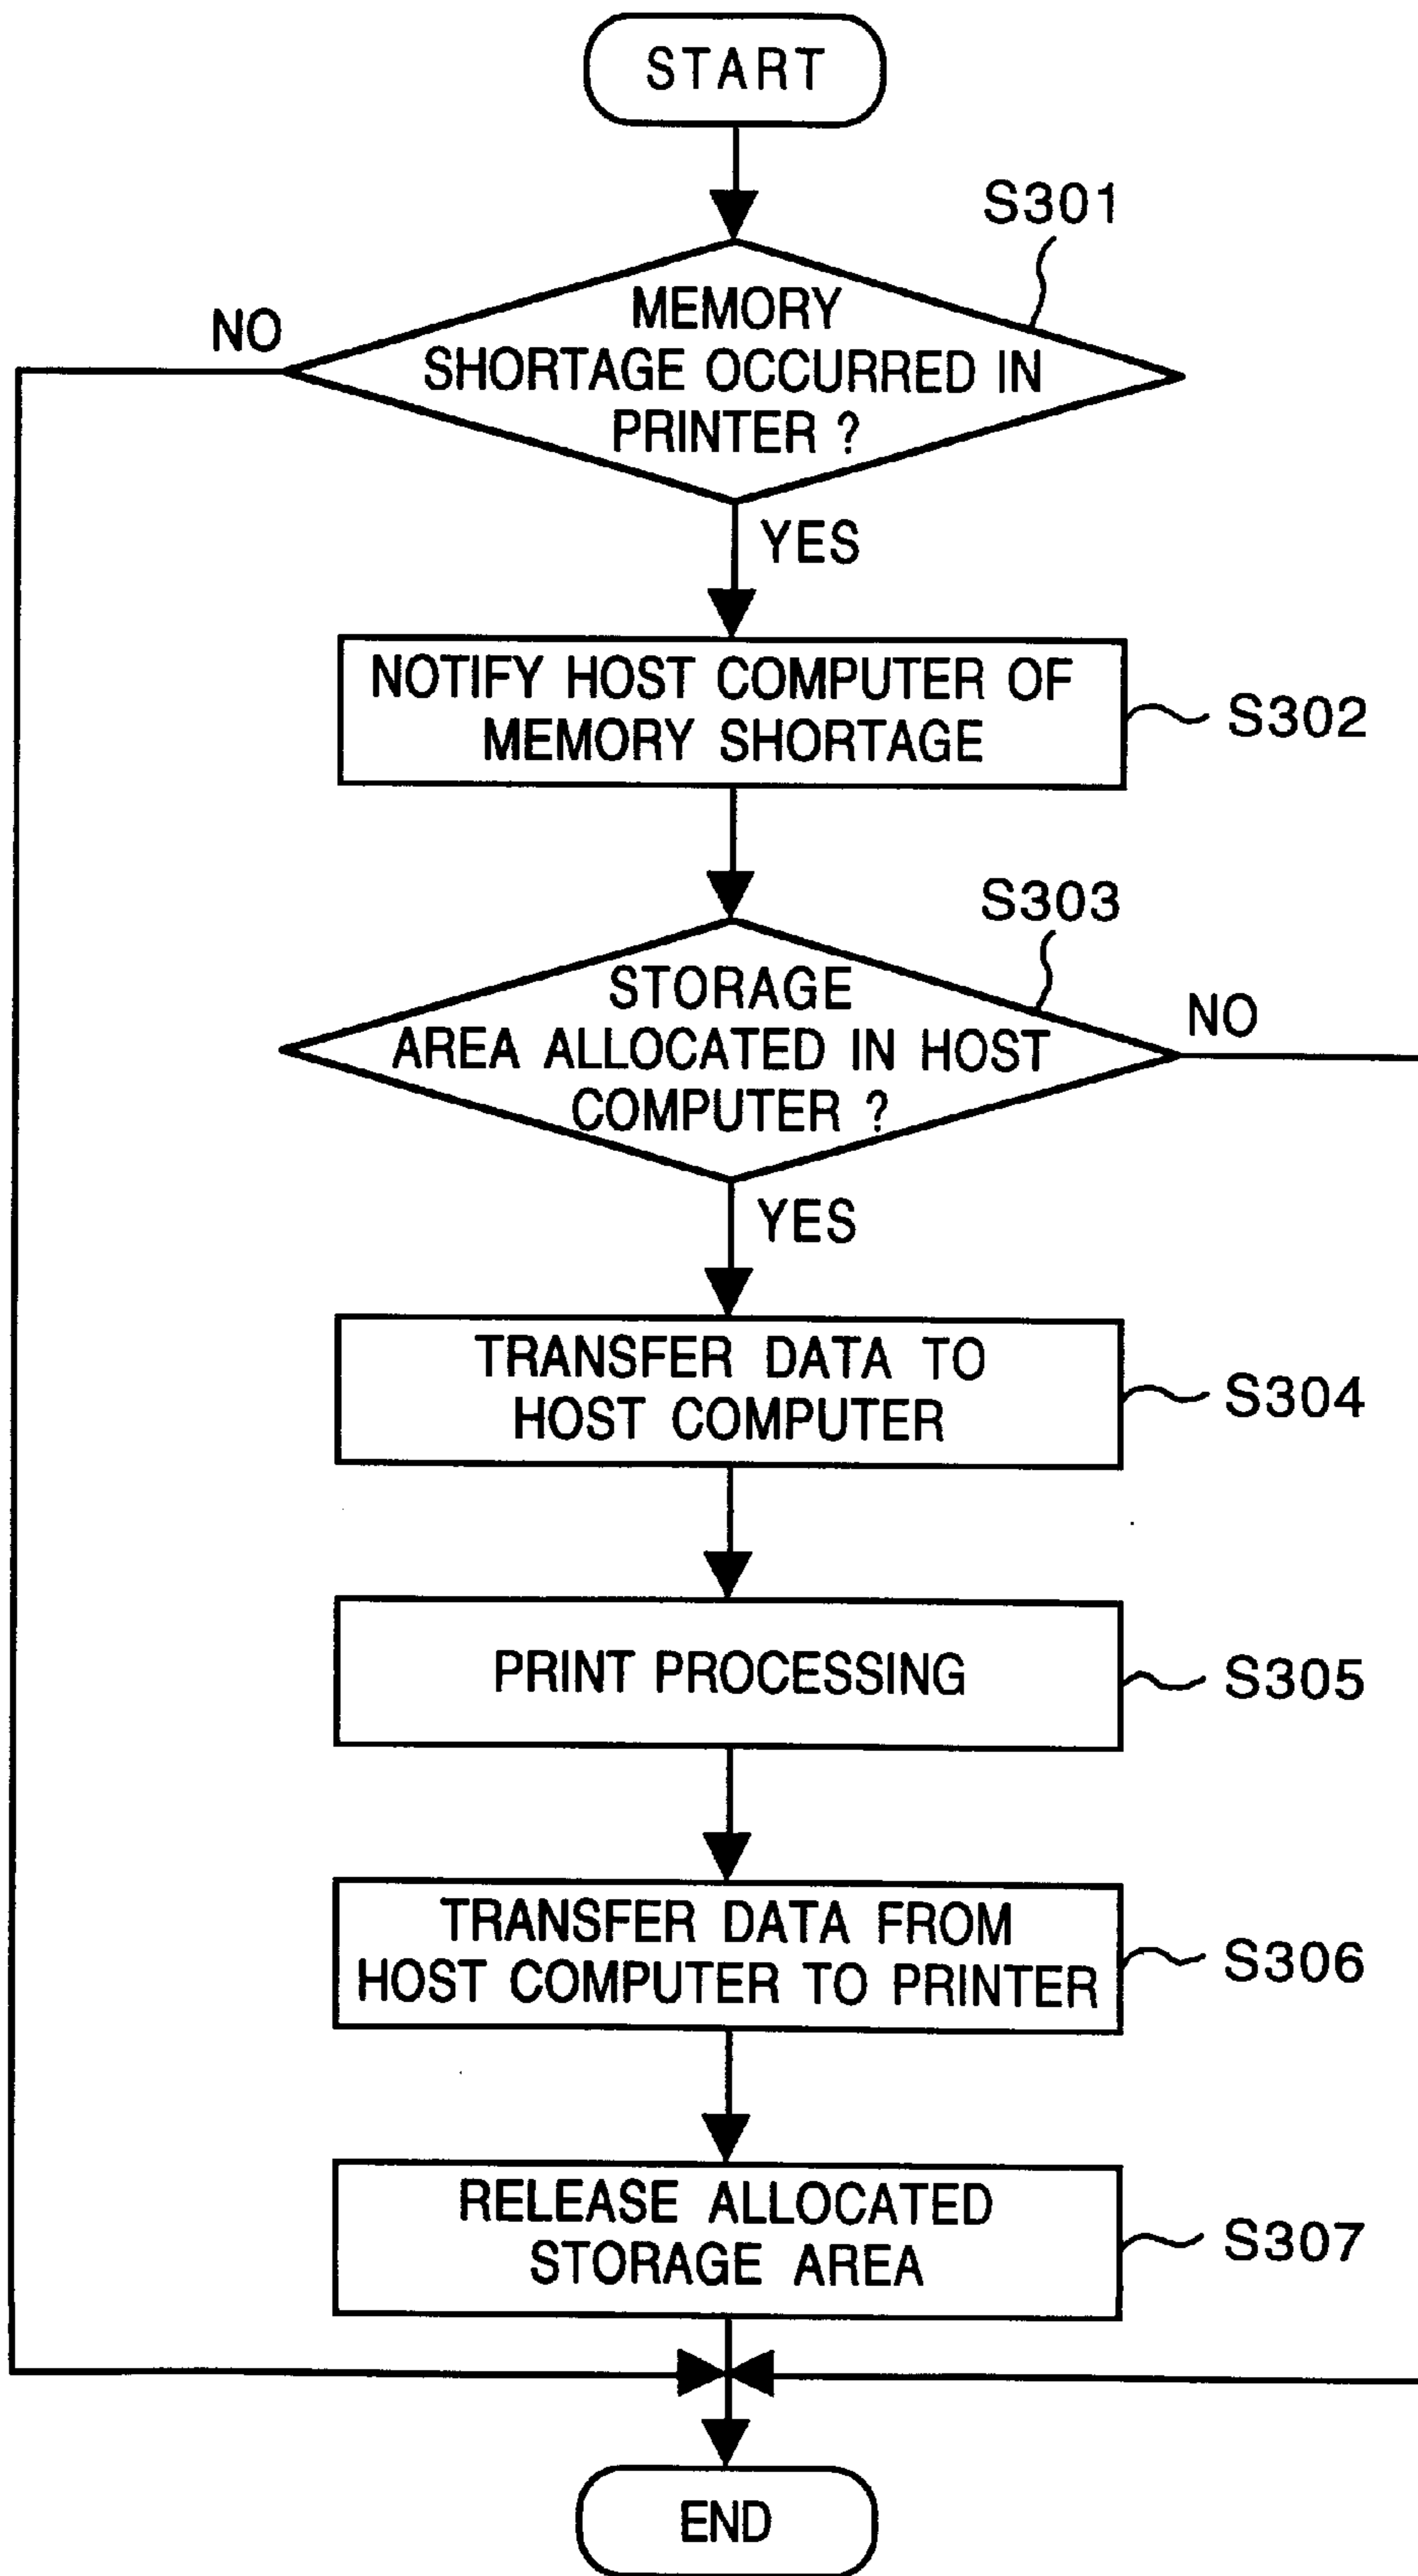 START
S301
MEMORY
NO
SHORTAGE OCCURRED IN
PRINTER ?
YES
NOTIFY HOST COMPUTER OF
MEMORY SHORTAGE
S302
S303
STORAGE
NO
AREA ALLOCATED IN HOST
COMPUTER ?
YES
TRANSFER DATA TO
HOST COMPUTER
S304
PRINT PROCESSING
S305
TRANSFER DATA FROM
HOST COMPUTER TO PRINTER
S306
RELEASE ALLOCATED
STORAGE AREA
S307
END